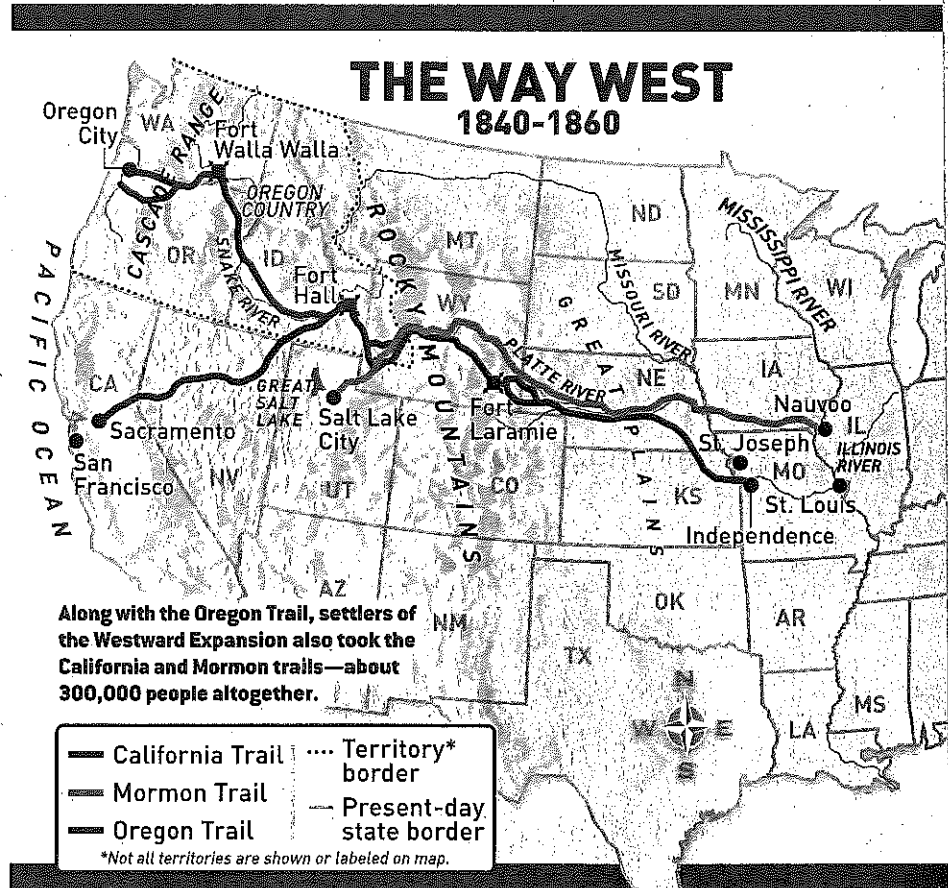 THE WAY WEST
1840-1860
Oregon
City
WA
Fort
Walla Walla
CASCADE RANGE
OREGON
COUNTRY
OR
ID
SNAKE RIVER
Fort
Hall
ROCKY MOUNTAINS
MT
WY
ND
SD
MN
WI
MISSISSIPPI RIVER
MISSOURI RIVER
GREAT PLAINS
PLATTE RIVER
NE
IA
PACIFIC OCEAN
CA
Sacramento
San
Francisco
NV
GREAT
SALT
LAKE
Salt Lake
City
UT
Fort
Laramie
CO
KS
Nauvoo
IL
ILLINOIS
RIVER
St. Joseph
MO
St. Louis
Independence
AZ
NM
OK
TX
AR
LA
MS
N
W E
S
Along with the Oregon Trail, settlers of
the Westward Expansion also took the
California and Mormon trails—about
300,000 people altogether.
California Trail
Mormon Trail
Oregon Trail
Territory*
border
Present-day
state border
*Not all territories are shown or labeled on map.